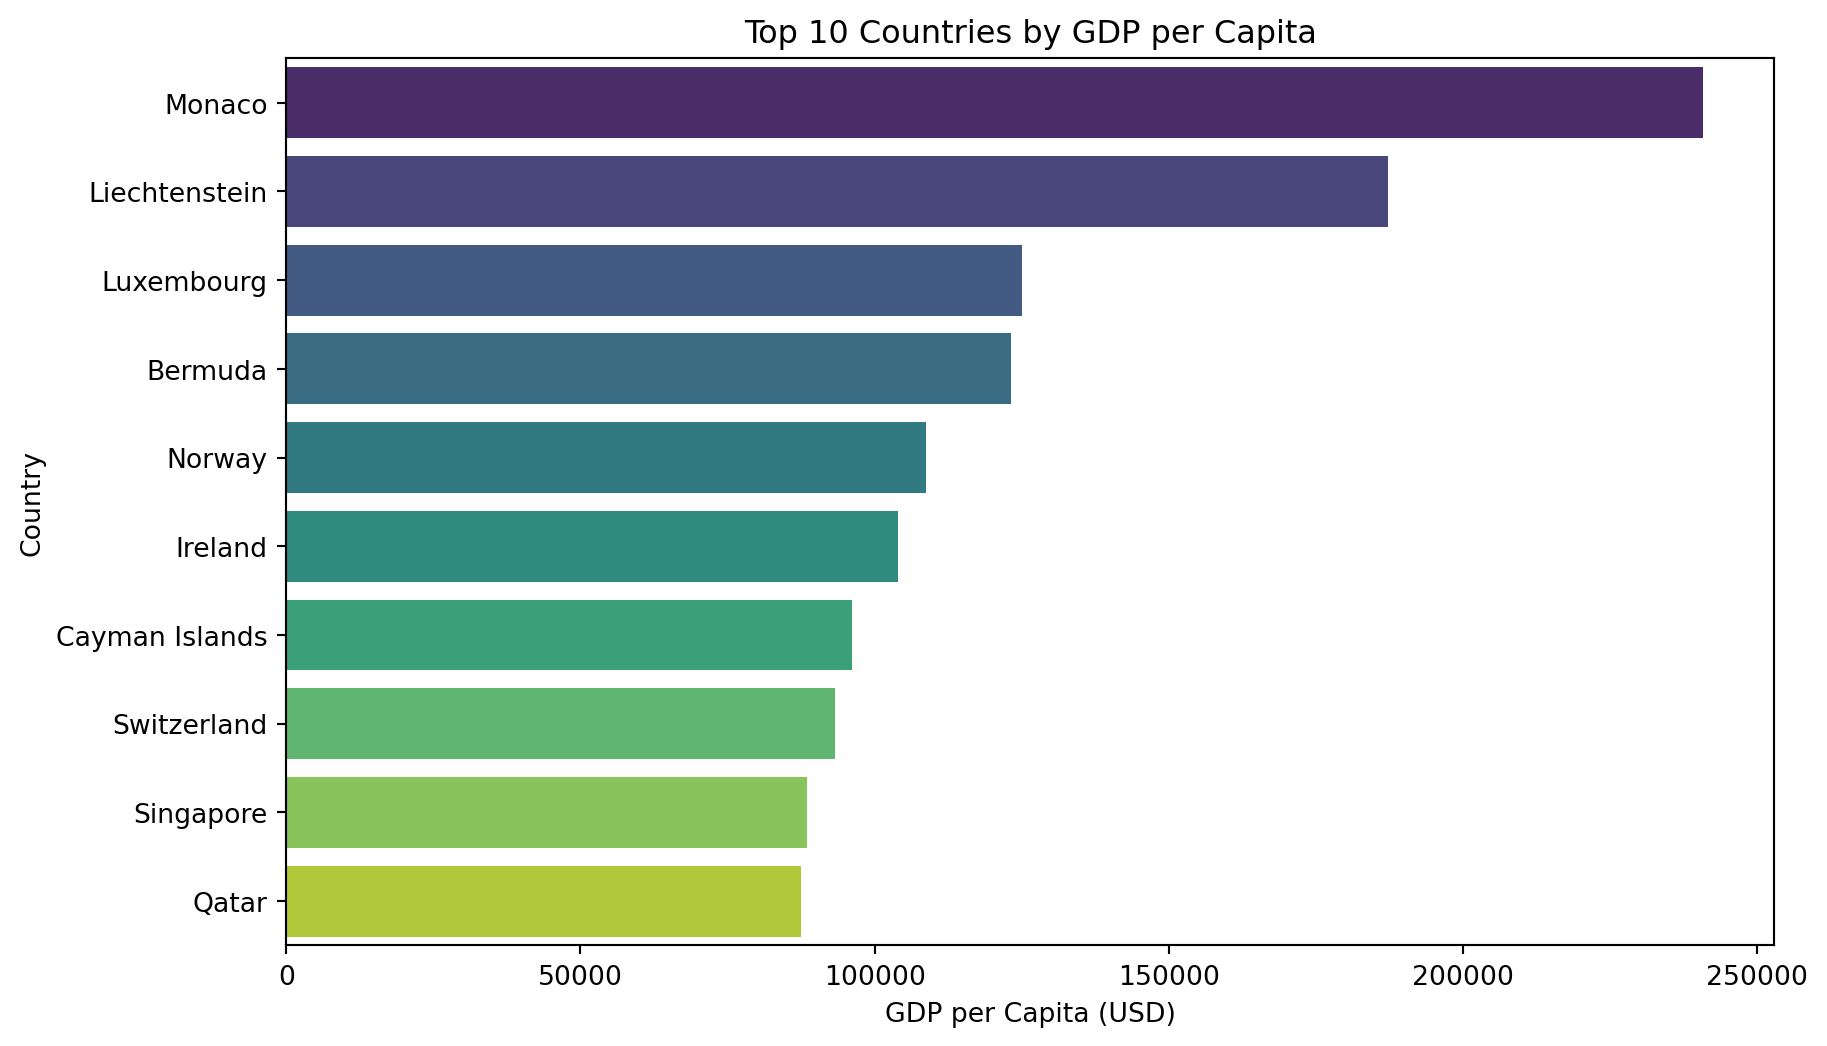 Top 10 Countries by GDP per Capita
Monaco
Liechtenstein
Luxembourg
Bermuda
Norway
Ireland
Cayman Islands
Switzerland
Singapore
Qatar
Country
0 50000 100000 150000 200000 250000
GDP per Capita (USD)